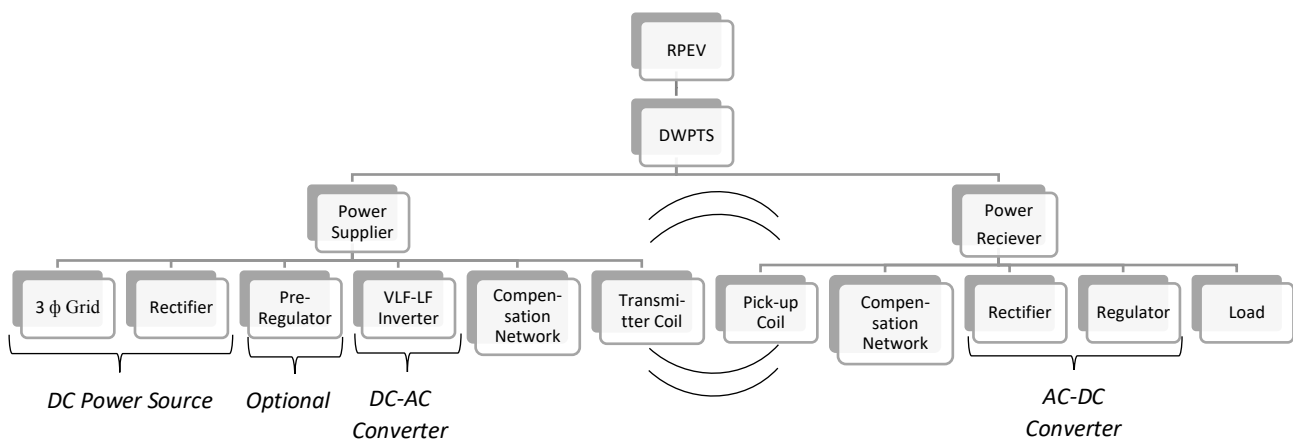 RPEV
DWPTS
Power
Supplier
Power
Reciever
3 ϕ Grid
Rectifier
Pre-
Regulator
VLF-LF
Inverter
Compen-
sation
Network
Transmi-
tter Coil
Pick-up
Coil
Compen-
sation
Network
Rectifier
Regulator
Load
DC Power Source
Optional
DC-AC
Converter
AC-DC
Converter